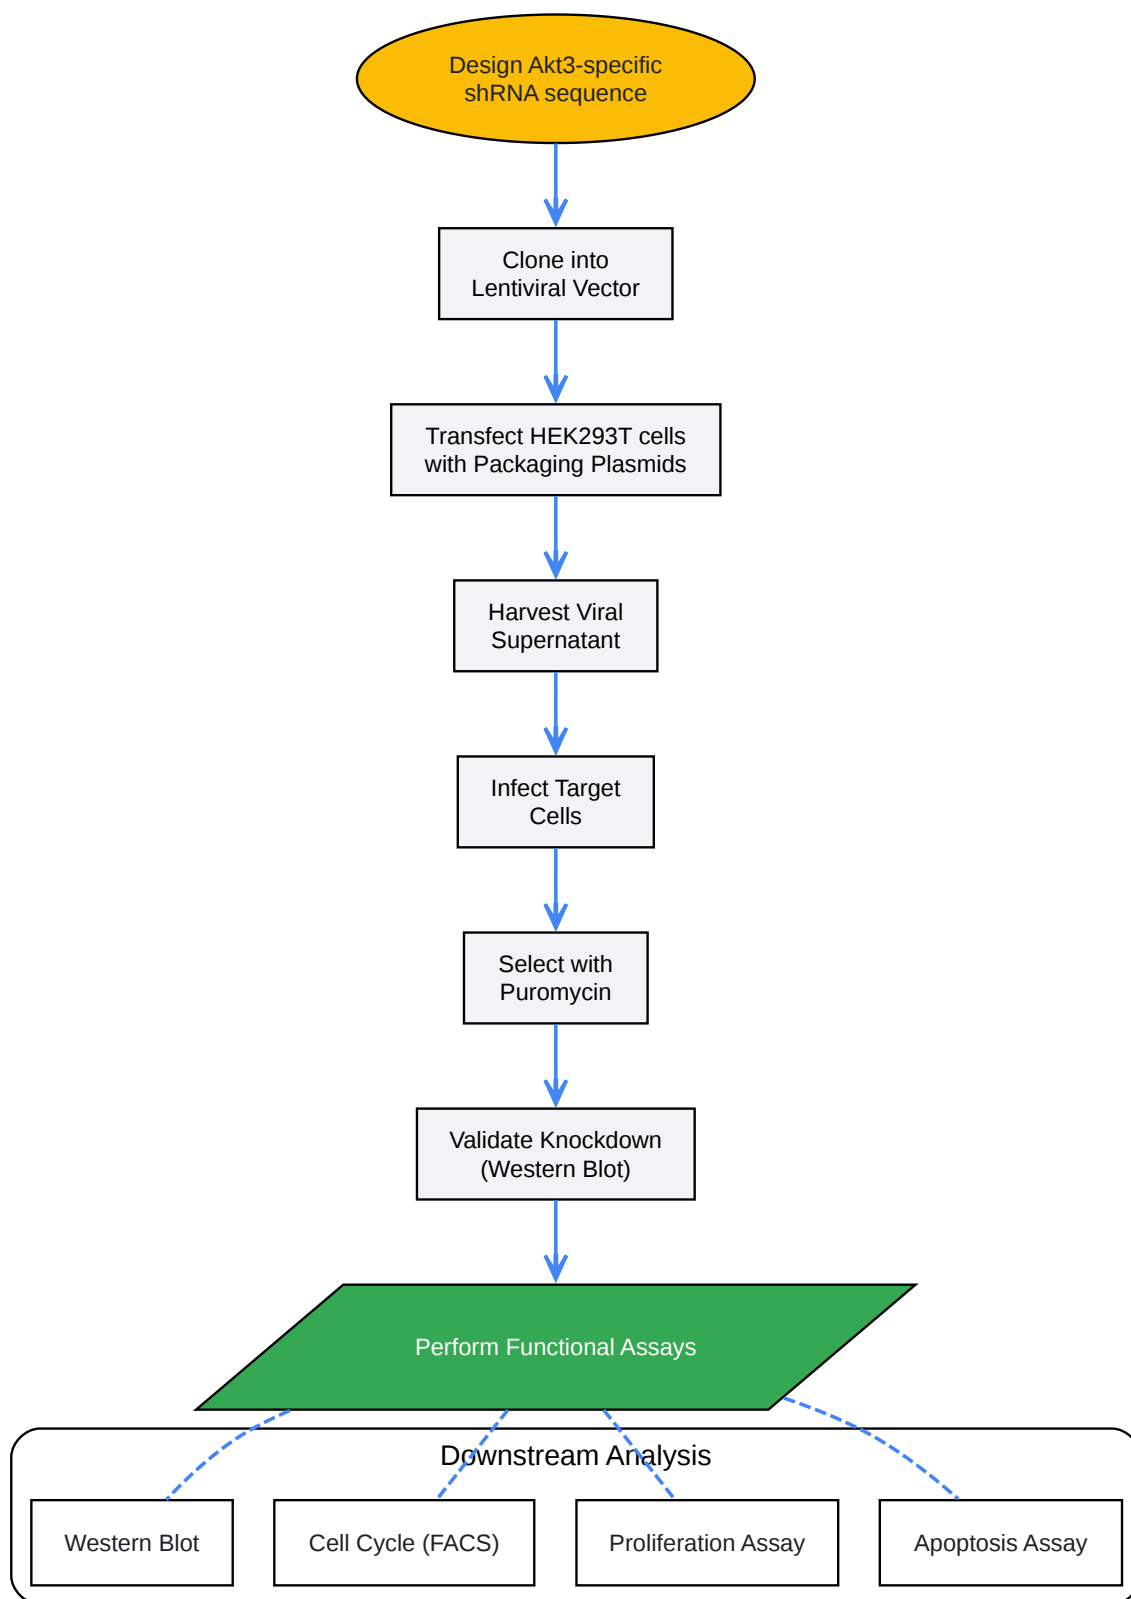 Design Akt3-specific
shRNA sequence
Clone into
Lentiviral Vector
Transfect HEK293T cells
with Packaging Plasmids
Harvest Viral
Supernatant
Infect Target
Cells
Select with
Puromycin
Validate Knockdown
(Western Blot)
Perform Functional Assays
Downstream Analysis
Western Blot
Cell Cycle (FACS)
Proliferation Assay
Apoptosis Assay